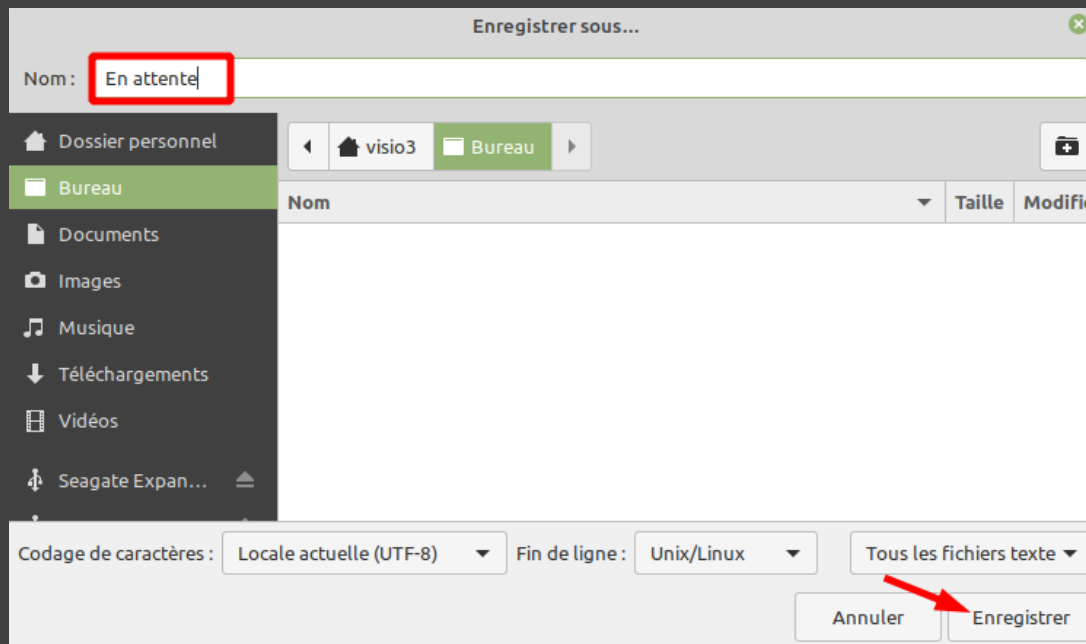 Enregistrer sous...
Nom : En attente
Dossier personnel
visio3 Bureau
Bureau
Nom Taille Modifié
Documents
Images
Musique
Téléchargements
Vidéos
Seagate Expan...
Codage de caractères : Locale actuelle (UTF-8) Fin de ligne : Unix/Linux Tous les fichiers texte
Annuler Enregistrer